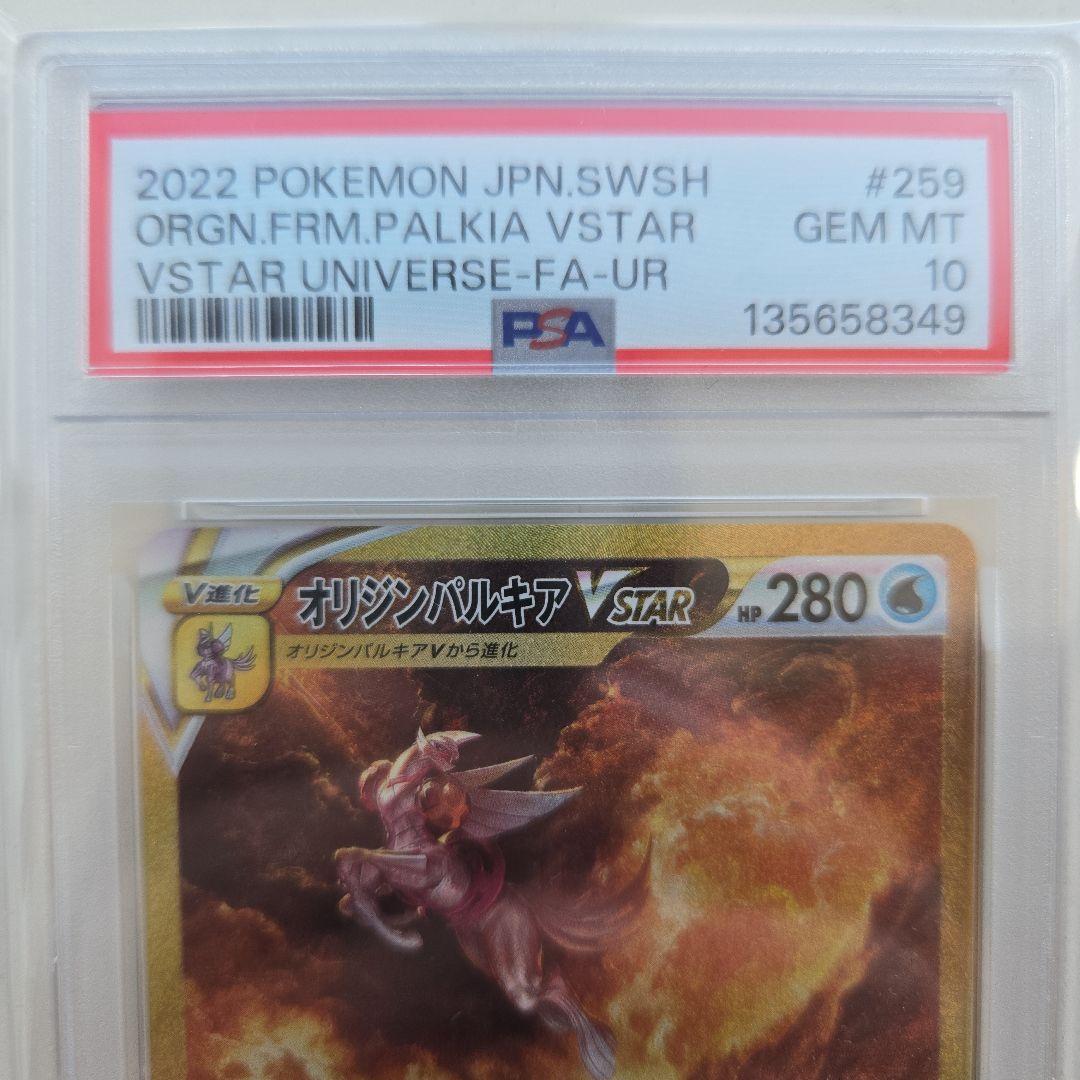 2022 POKEMON JPN.SWSH #259
ORGN.FRM.PALKIA VSTAR GEM MT
VSTAR UNIVERSE-FA-UR 10
PSA 135658349
V進化 オリジンパルキア VSTAR HP 280
オリジンパルキアVから進化